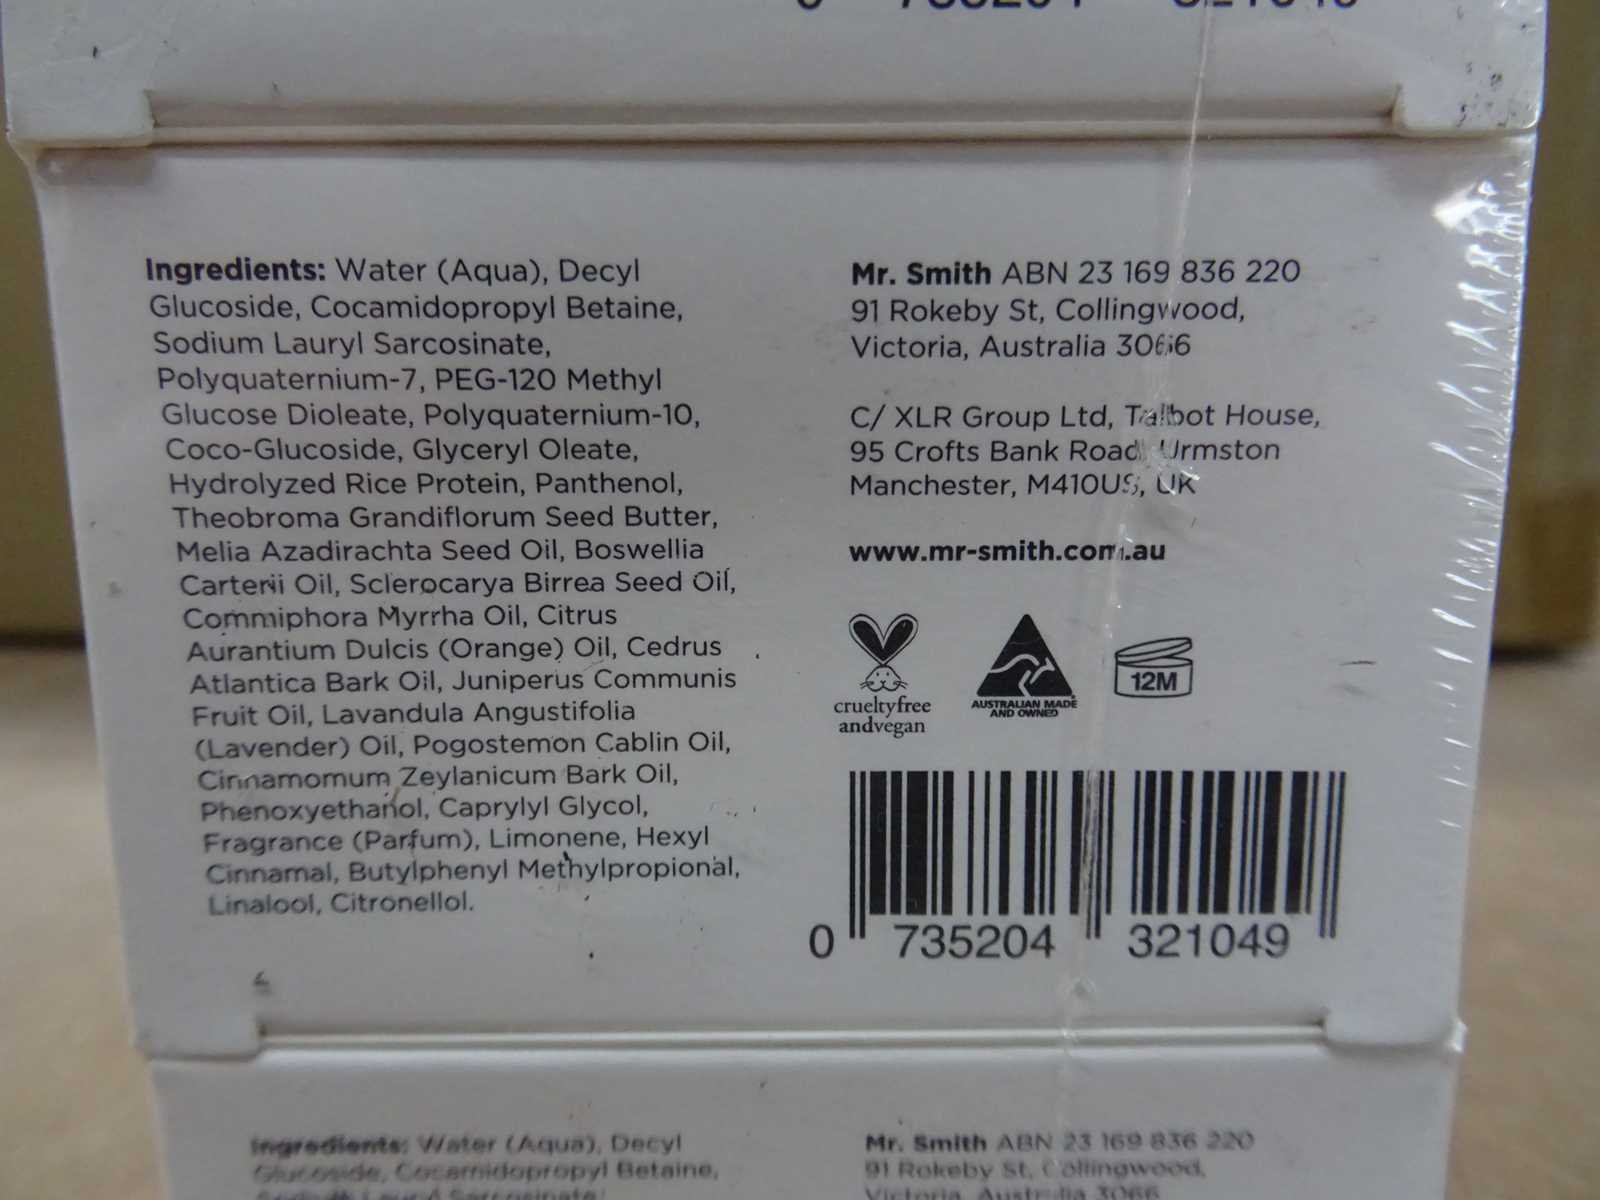 Ingredients: Water (Aqua), Decyl
Glucoside, Cocamidopropyl Betaine,
Sodium Lauryl Sarcosinate,
Polyquaternium-7, PEG-120 Methyl
Glucose Dioleate, Polyquaternium-10,
Coco-Glucoside, Glyceryl Oleate,
Hydrolyzed Rice Protein, Panthenol,
Theobroma Grandiflorum Seed Butter,
Melia Azadirachta Seed Oil, Boswellia
Carterii Oil, Sclerocarya Birrea Seed Oil,
Commiphora Myrrha Oil, Citrus
Aurantium Dulcis (Orange) Oil, Cedrus
Atlantica Bark Oil, Juniperus Communis
Fruit Oil, Lavandula Angustifolia
(Lavender) Oil, Pogostemon Cablin Oil,
Cinnamomum Zeylanicum Bark Oil,
Phenoxyethanol, Caprylyl Glycol,
Fragrance (Parfum), Limonene, Hexyl
Cinnamal, Butylphenyl Methylpropional,
Linalool, Citronellol.
Mr. Smith ABN 23 169 836 220
91 Rokeby St, Collingwood,
Victoria, Australia 3066
C/ XLR Group Ltd, Talbot House,
95 Crofts Bank Road, Urmston
Manchester, M410US, UK
www.mr-smith.com.au
crueltyfree
andvegan
AUSTRALIAN MADE
AND OWNED
12M
0 735204 321049
Ingredients: Water (Aqua), Decyl
Glucoside, Cocamidopropyl Betaine,
Mr. Smith ABN 23 169 836 220
91 Rokeby St, Collingwood,
Victoria, Australia 3066